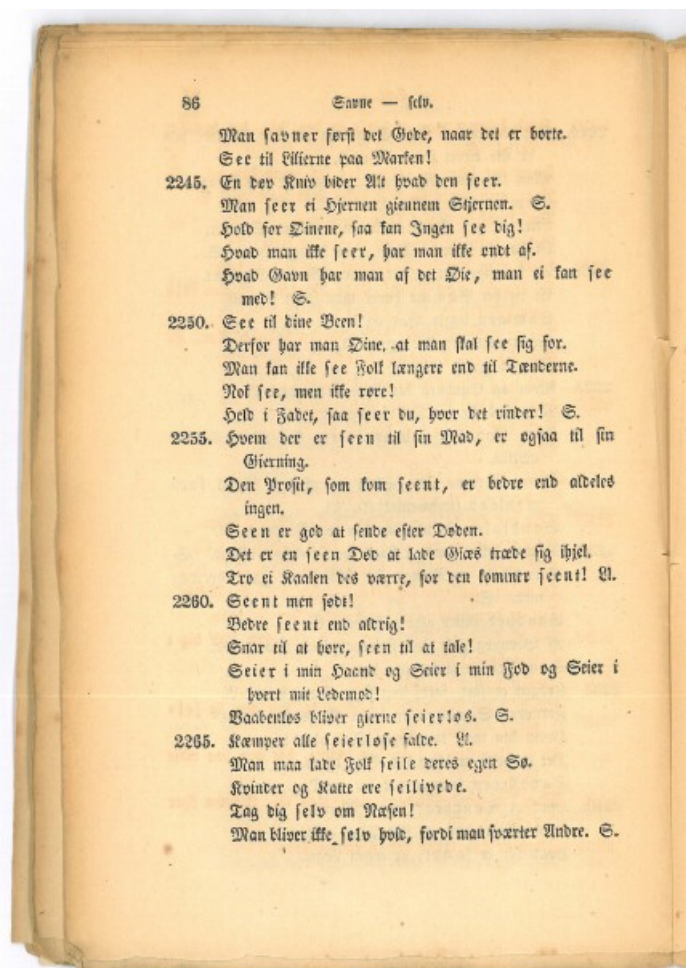 86 Savne — selv.
Man savner først det Gode, naar det er borte.
See til Lilierne paa Marken!
2245. En døv Kniv bider Alt hvad den seer.
Man seer ei Hjernen giennem Stjernen. S.
Hold for Øinene, saa kan Ingen see dig!
Hvad man ikke seer, har man ikke ondt af.
Hvad Gavn har man af det Øie, man ei kan see
med! S.
2250. See til dine Been!
Derfor har man Øine, at man skal see sig for.
Man kan ikke see Folk længere end til Tænderne.
Nok see, men ikke røre!
Held i Fadet, saa seer du, hvor det rinder! S.
2255. Hvem der er seen til sin Mad, er ogsaa til sin
Gierning.
Den Profit, som kom seent, er bedre end aldeles
ingen.
Seen er god at sende efter Døden.
Det er en seen Død at lade Giæs træde sig ihjel.
Tro ei Kaalen des værre, for den kommer seent! A.
2260. Seent men sødt!
Bedre seent end aldrig!
Snar til at høre, seen til at tale!
Seier i min Haand og Seier i min Fod og Seier i
hvert mit Ledemod!
Vaabenløs bliver gierne seierløs. S.
2265. Kæmper alle seierløse falde. A.
Man maa lade Folk seile deres egen Sø.
Kvinder og Katte ere seilivede.
Tag dig selv om Næsen!
Man bliver ikke selv hvid, fordi man sværter Andre. S.